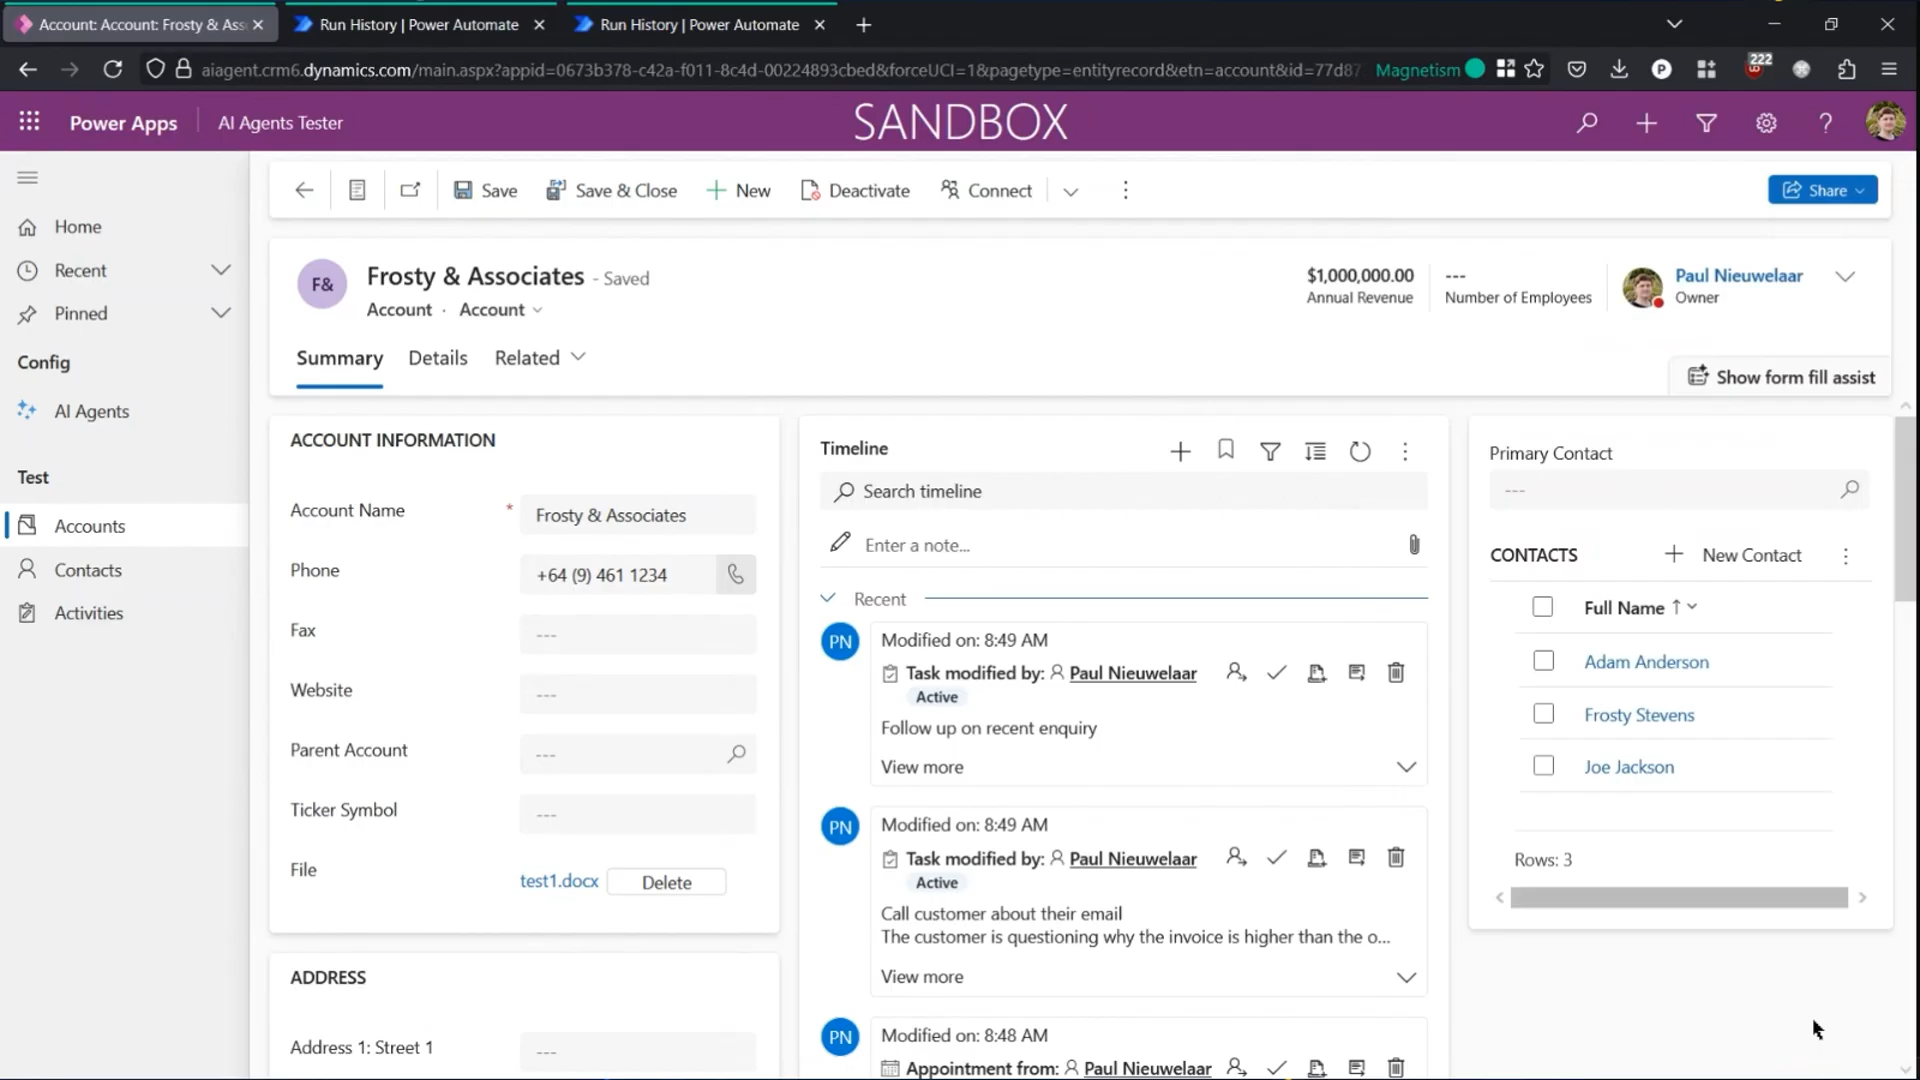 Account: Account: Frosty & Ass
Run History | Power Automate
Run History | Power Automate
aiagent.crm6.dynamics.com/main.aspx?appid=0673b378-c42a-f011-8c4d-00224893cbed&forceUCI=1&pagetype=entityrecord&etn=account&id=77d87
Magnetism
222
Power Apps
AI Agents Tester
SANDBOX
Save
Save & Close
New
Deactivate
Connect
Share
Home
Recent
Pinned
Config
AI Agents
Test
Accounts
Contacts
Activities
F&
Frosty & Associates - Saved
Account · Account
$1,000,000.00
Annual Revenue
---
Number of Employees
Paul Nieuwelaar
Owner
Summary
Details
Related
Show form fill assist
ACCOUNT INFORMATION
Account Name * Frosty & Associates
Phone +64 (9) 461 1234
Fax ---
Website ---
Parent Account ---
Ticker Symbol ---
File test1.docx Delete
ADDRESS
Address 1: Street 1 ---
Timeline
Search timeline
Enter a note...
Recent
PN
Modified on: 8:49 AM
Task modified by: Paul Nieuwelaar
Active
Follow up on recent enquiry
View more
PN
Modified on: 8:49 AM
Task modified by: Paul Nieuwelaar
Active
Call customer about their email
The customer is questioning why the invoice is higher than the o...
View more
PN
Modified on: 8:48 AM
Appointment from: Paul Nieuwelaar
Primary Contact
---
CONTACTS
New Contact
Full Name
Adam Anderson
Frosty Stevens
Joe Jackson
Rows: 3